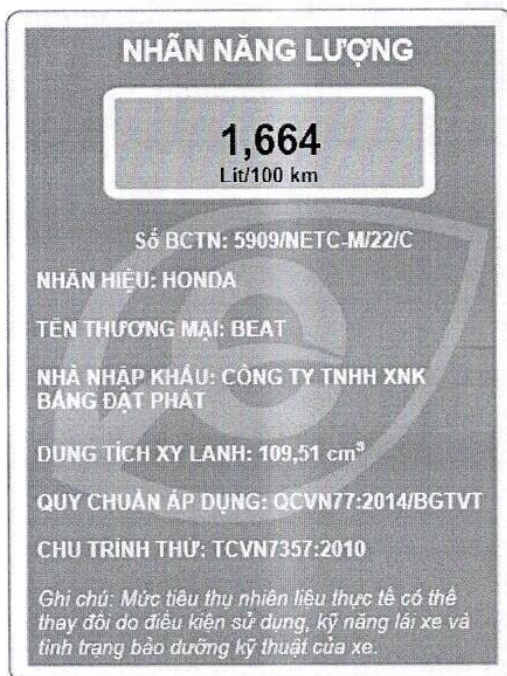 NHÃN NĂNG LƯỢNG
1,664
Lít/100 km
Số BCTN: 5909/NETC-M/22/C
NHÃN HIỆU: HONDA
TÊN THƯƠNG MẠI: BEAT
NHÀ NHẬP KHẨU: CÔNG TY TNHH XNK
BẰNG ĐẠT PHÁT
DUNG TÍCH XY LANH: 109,51 cm³
QUY CHUẨN ÁP DỤNG: QCVN77:2014/BGTVT
CHU TRÌNH THỬ: TCVN7357:2010
Ghi chú: Mức tiêu thụ nhiên liệu thực tế có thể
thay đổi do điều kiện sử dụng, kỹ năng lái xe và
tình trạng bảo dưỡng kỹ thuật của xe.